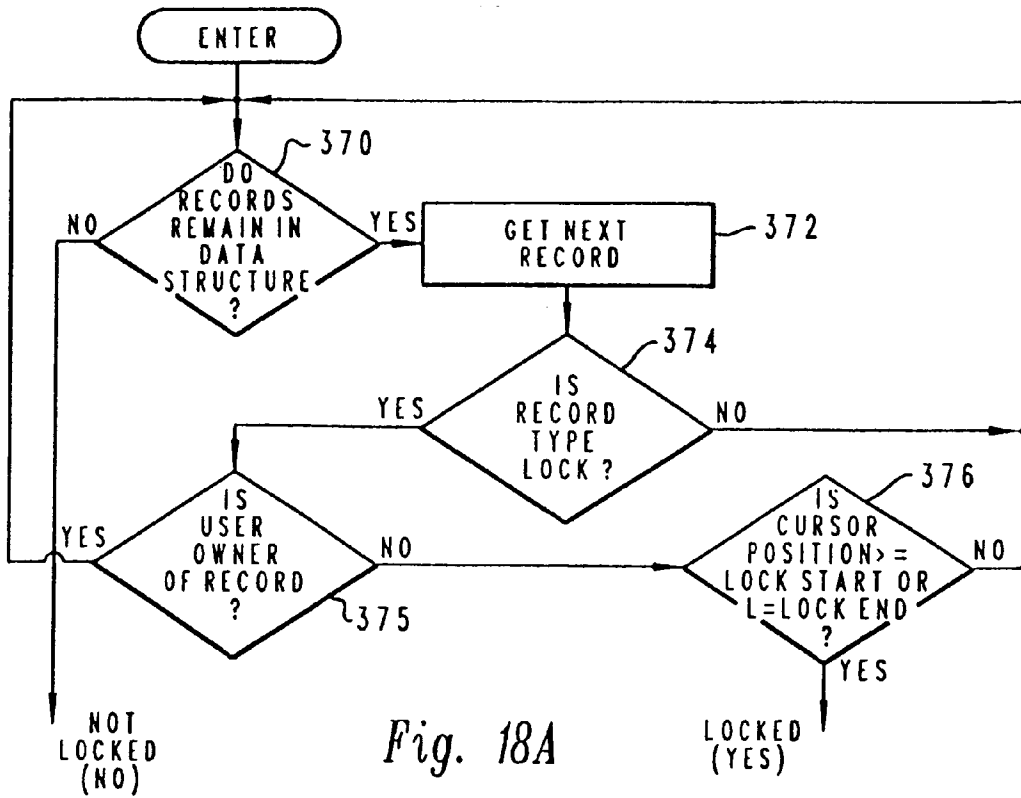 ENTER
370
DO
RECORDS
REMAIN IN
DATA
STRUCTURE
?
NO
YES
GET NEXT
RECORD
372
374
IS
RECORD
TYPE
LOCK ?
YES
NO
IS
USER
OWNER
OF RECORD
?
YES
NO
375
376
IS
CURSOR
POSITION>=
LOCK START OR
L=LOCK END
?
NO
YES
NOT
LOCKED
(NO)
Fig. 18A
LOCKED
(YES)